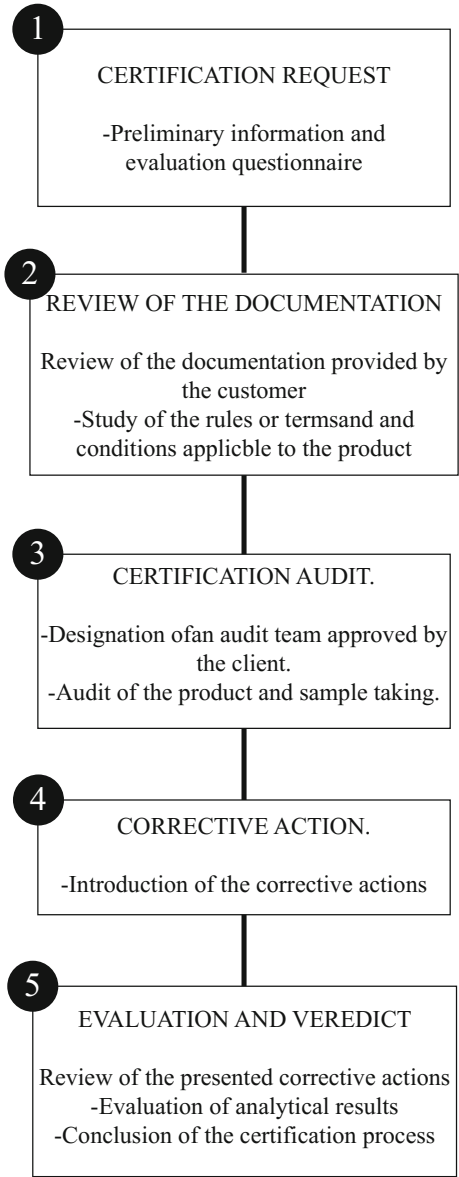 1
CERTIFICATION REQUEST
-Preliminary information and
evaluation questionnaire
2
REVIEW OF THE DOCUMENTATION
Review of the documentation provided by
the customer
-Study of the rules or termsand and
conditions applicble to the product
3
CERTIFICATION AUDIT.
-Designation ofan audit team approved by
the client.
-Audit of the product and sample taking.
4
CORRECTIVE ACTION.
-Introduction of the corrective actions
5
EVALUATION AND VEREDICT
Review of the presented corrective actions
-Evaluation of analytical results
-Conclusion of the certification process